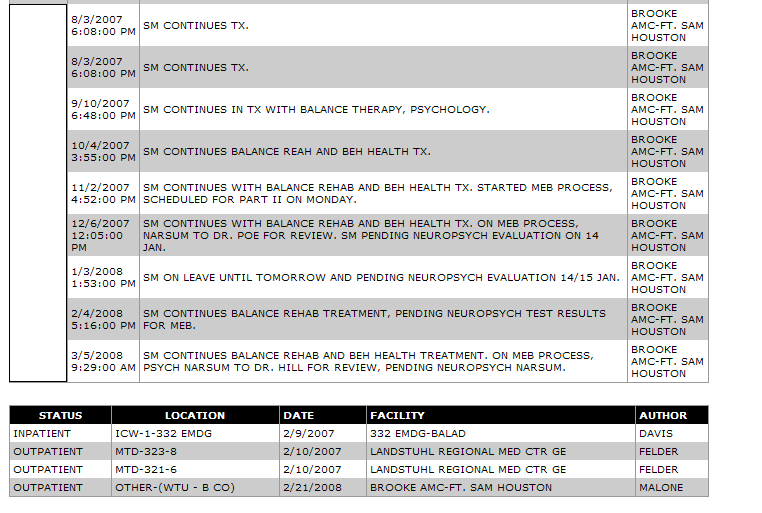 8/3/2007 6:08:00 PM SM CONTINUES TX. BROOKE AMC-FT. SAM HOUSTON
8/3/2007 6:08:00 PM SM CONTINUES TX. BROOKE AMC-FT. SAM HOUSTON
9/10/2007 6:48:00 PM SM CONTINUES IN TX WITH BALANCE THERAPY, PSYCHOLOGY. BROOKE AMC-FT. SAM HOUSTON
10/4/2007 3:55:00 PM SM CONTINUES BALANCE REAH AND BEH HEALTH TX. BROOKE AMC-FT. SAM HOUSTON
11/2/2007 4:52:00 PM SM CONTINUES WITH BALANCE REHAB AND BEH HEALTH TX. STARTED MEB PROCESS, SCHEDULED FOR PART II ON MONDAY. BROOKE AMC-FT. SAM HOUSTON
12/6/2007 12:05:00 PM SM CONTINUES WITH BALANCE REHAB AND BEH HEALTH TX. ON MEB PROCESS, NARSUM TO DR. POE FOR REVIEW. SM PENDING NEUROPSYCH EVALUATION ON 14 JAN. BROOKE AMC-FT. SAM HOUSTON
1/3/2008 1:53:00 PM SM ON LEAVE UNTIL TOMORROW AND PENDING NEUROPSYCH EVALUATION 14/15 JAN. BROOKE AMC-FT. SAM HOUSTON
2/4/2008 5:16:00 PM SM CONTINUES BALANCE REHAB TREATMENT, PENDING NEUROPSYCH TEST RESULTS FOR MEB. BROOKE AMC-FT. SAM HOUSTON
3/5/2008 9:29:00 AM SM CONTINUES BALANCE REHAB AND BEH HEALTH TREATMENT. ON MEB PROCESS, PSYCH NARSUM TO DR. HILL FOR REVIEW, PENDING NEUROPSYCH NARSUM. BROOKE AMC-FT. SAM HOUSTON
STATUS LOCATION DATE FACILITY AUTHOR
INPATIENT ICW-1-332 EMDG 2/9/2007 332 EMDG-BALAD DAVIS
OUTPATIENT MTD-323-8 2/10/2007 LANDSTUHL REGIONAL MED CTR GE FELDER
OUTPATIENT MTD-321-6 2/10/2007 LANDSTUHL REGIONAL MED CTR GE FELDER
OUTPATIENT OTHER-(WTU - B CO) 2/21/2008 BROOKE AMC-FT. SAM HOUSTON MALONE